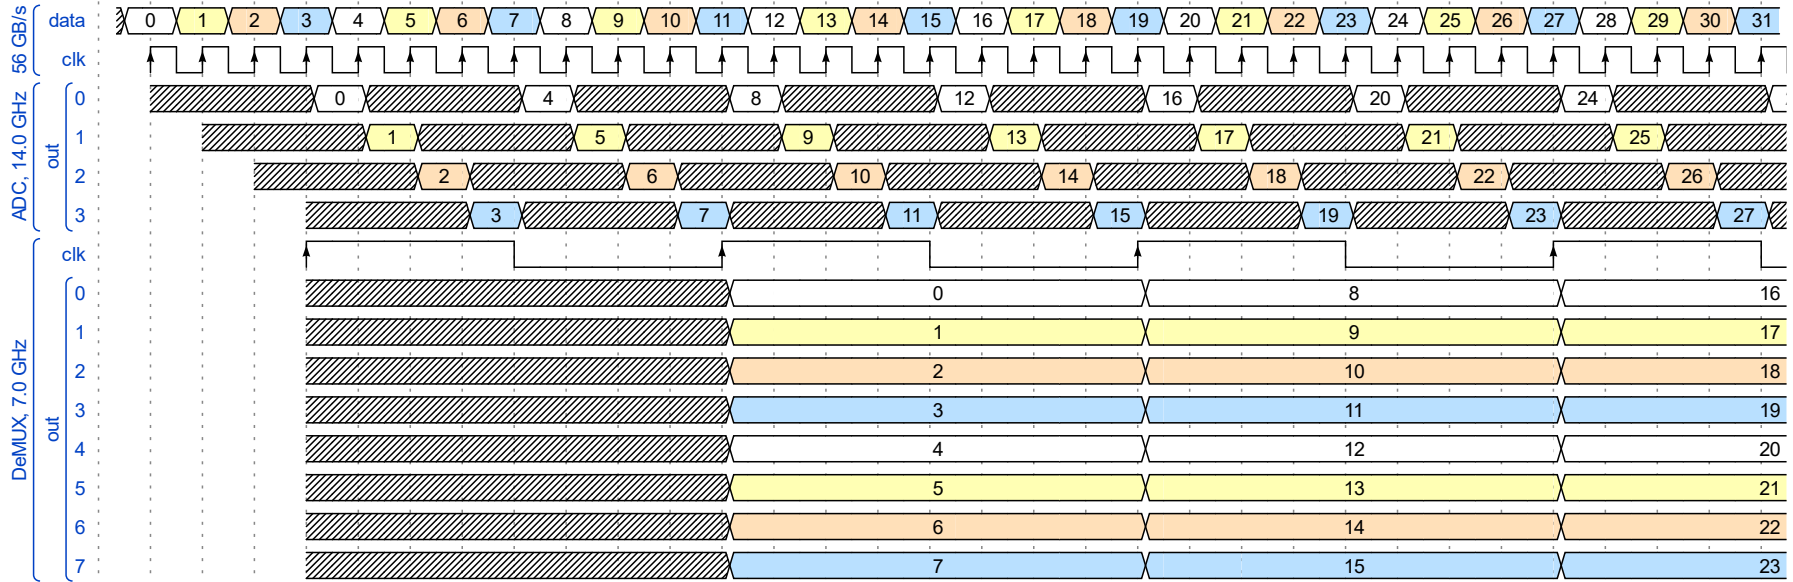 56 GB/s
data 0 1 2 3 4 5 6 7 8 9 10 11 12 13 14 15 16 17 18 19 20 21 22 23 24 25 26 27 28 29 30 31
clk
ADC, 14.0 GHz
out
0 0 4 8 12 16 20 24
1 1 5 9 13 17 21 25
2 2 6 10 14 18 22 26
3 3 7 11 15 19 23 27
DeMUX, 7.0 GHz
clk
out
0 0 8 16
1 1 9 17
2 2 10 18
3 3 11 19
4 4 12 20
5 5 13 21
6 6 14 22
7 7 15 23